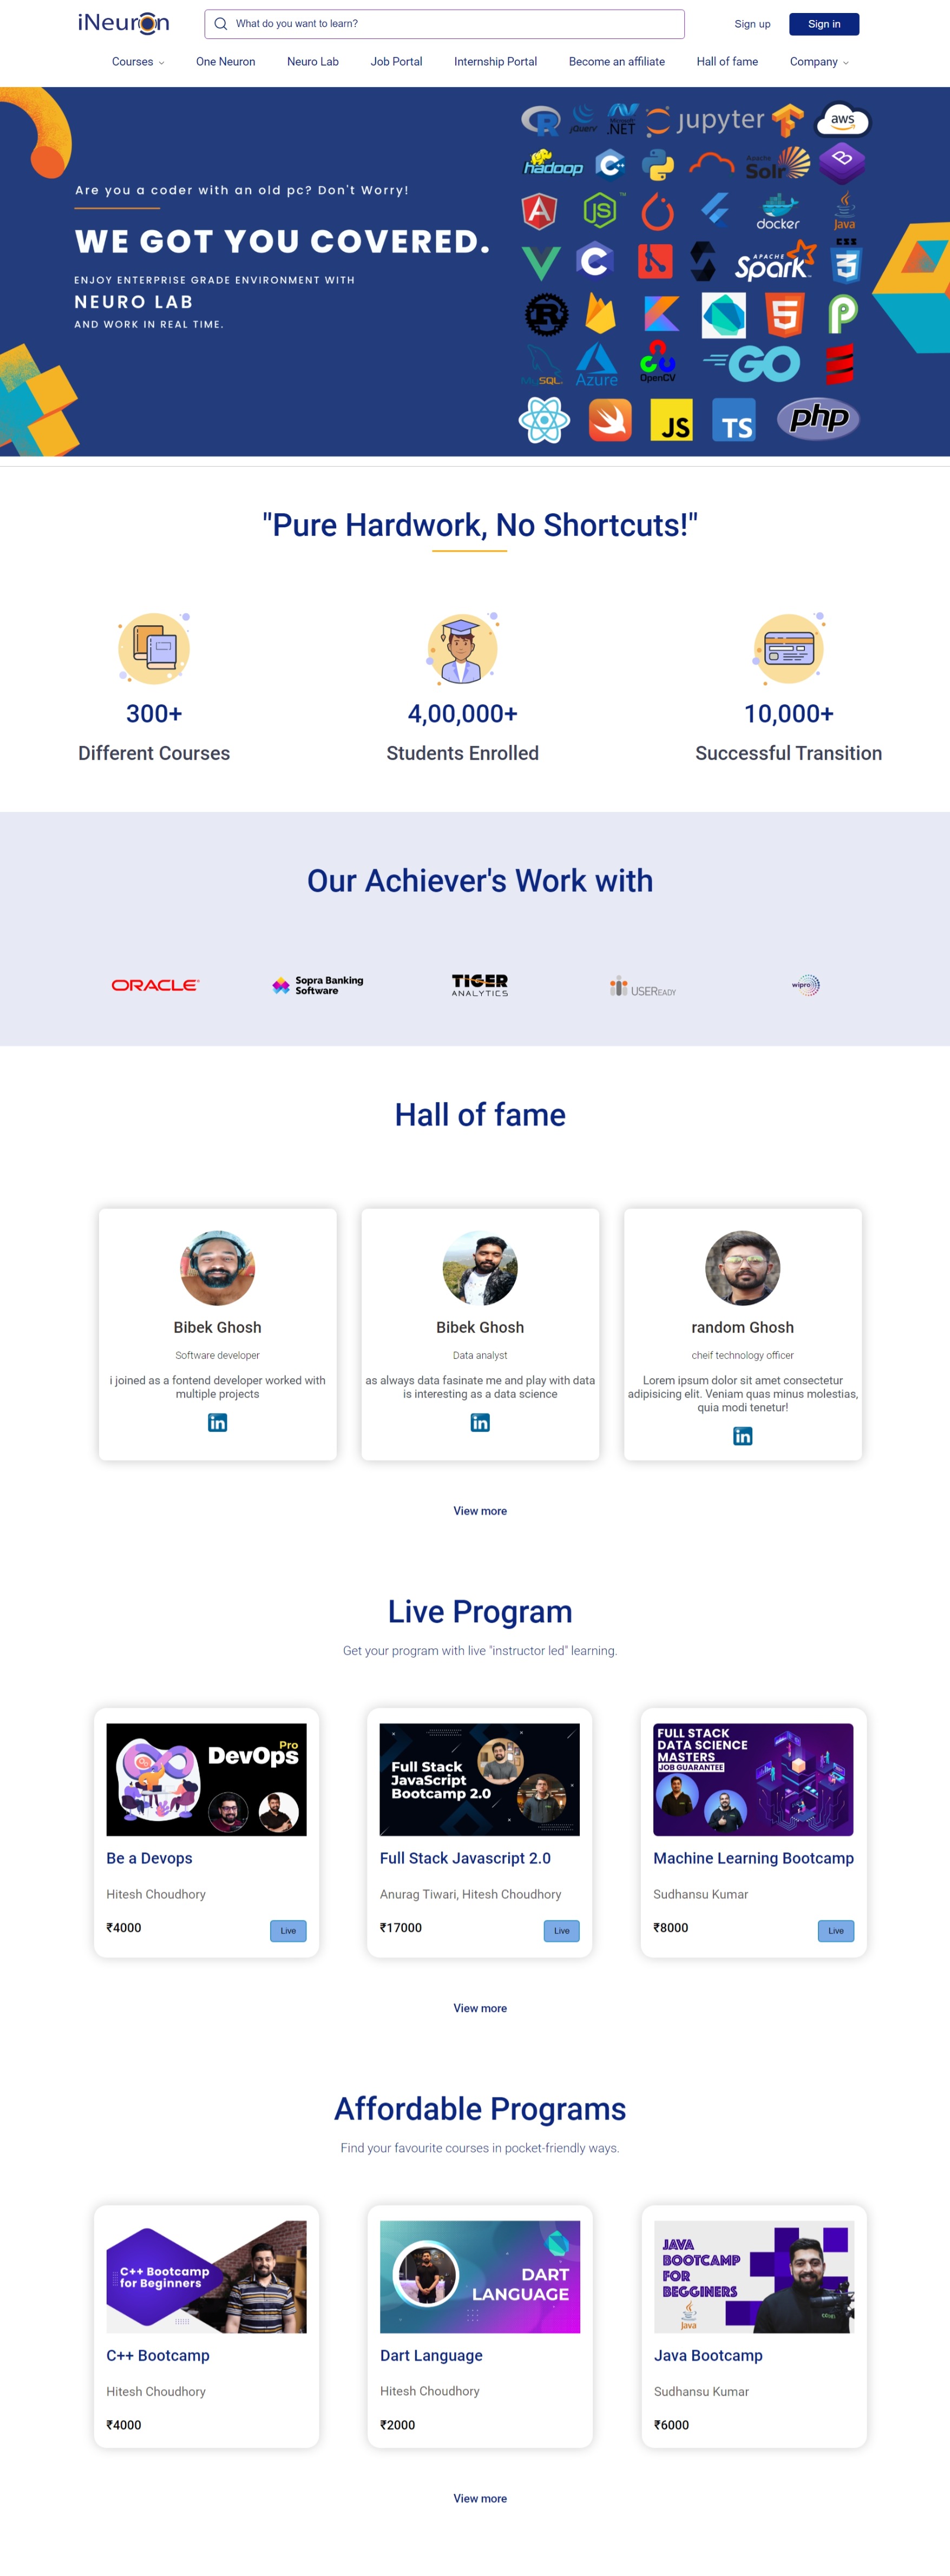 iNeuron
What do you want to learn?
Sign up
Sign in
Courses
One Neuron
Neuro Lab
Job Portal
Internship Portal
Become an affiliate
Hall of fame
Company
Are you a coder with an old pc? Don't Worry!
WE GOT YOU COVERED.
ENJOY ENTERPRISE GRADE ENVIRONMENT WITH
NEURO LAB
AND WORK IN REAL TIME.
R
jQuery
Microsoft
.NET
jupyter
aws
hadoop
C++
Apache
Solr
B
A
JS
TM
docker
Java
C
APACHE
Spark
CSS
3
R
5
P
MySQL
Azure
OpenCV
GO
JS
TS
php
"Pure Hardwork, No Shortcuts!"
300+
Different Courses
4,00,000+
Students Enrolled
10,000+
Successful Transition
Our Achiever's Work with
ORACLE
Sopra Banking
Software
TIGER
ANALYTICS
USEREADY
wipro
Hall of fame
Bibek Ghosh
Software developer
i joined as a fontend developer worked with
multiple projects
in
Bibek Ghosh
Data analyst
as always data fasinate me and play with data
is interesting as a data science
in
random Ghosh
cheif technology officer
Lorem ipsum dolor sit amet consectetur
adipisicing elit. Veniam quas minus molestias,
quia modi tenetur!
in
View more
Live Program
Get your program with live "instructor led" learning.
Pro
DevOps
Be a Devops
Hitesh Choudhory
₹4000
Live
Full Stack
JavaScript
Bootcamp 2.0
Full Stack Javascript 2.0
Anurag Tiwari, Hitesh Choudhory
₹17000
Live
FULL STACK
DATA SCIENCE
MASTERS
JOB GUARANTEE
Machine Learning Bootcamp
Sudhansu Kumar
₹8000
Live
View more
Affordable Programs
Find your favourite courses in pocket-friendly ways.
C++ Bootcamp
for Beginners
C++ Bootcamp
Hitesh Choudhory
₹4000
DART
LANGUAGE
Dart Language
Hitesh Choudhory
₹2000
JAVA
BOOTCAMP
FOR
BEGGINERS
Java
Java Bootcamp
Sudhansu Kumar
₹6000
View more